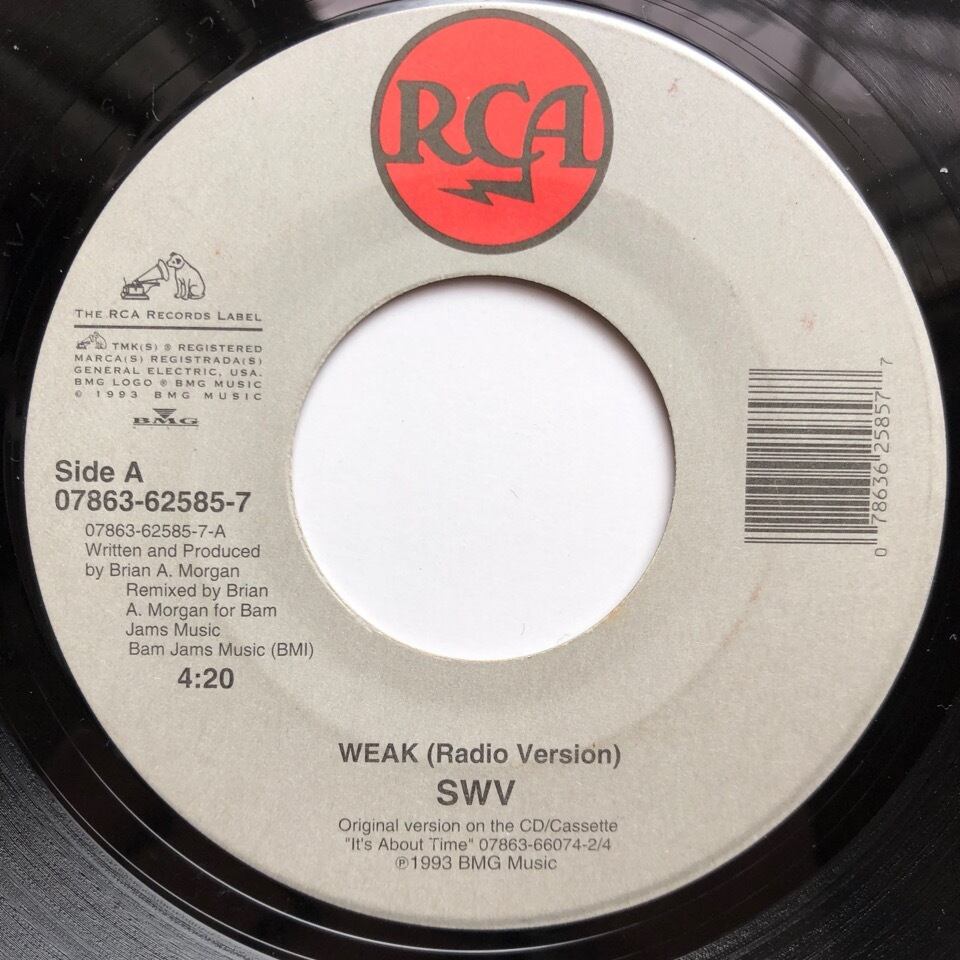 RCA
THE RCA RECORDS LABEL
TMK(S) ® REGISTERED
MARCA(S) REGISTRADA(S)
GENERAL ELECTRIC, USA.
BMG LOGO ® BMG MUSIC
© 1993 BMG MUSIC
BMG
Side A
07863-62585-7
07863-62585-7-A
Written and Produced
by Brian A. Morgan
Remixed by Brian
A. Morgan for Bam
Jams Music
Bam Jams Music (BMI)
4:20
0 78636 25857 7
WEAK (Radio Version)
SWV
Original version on the CD/Cassette
"It's About Time" 07863-66074-2/4
℗1993 BMG Music